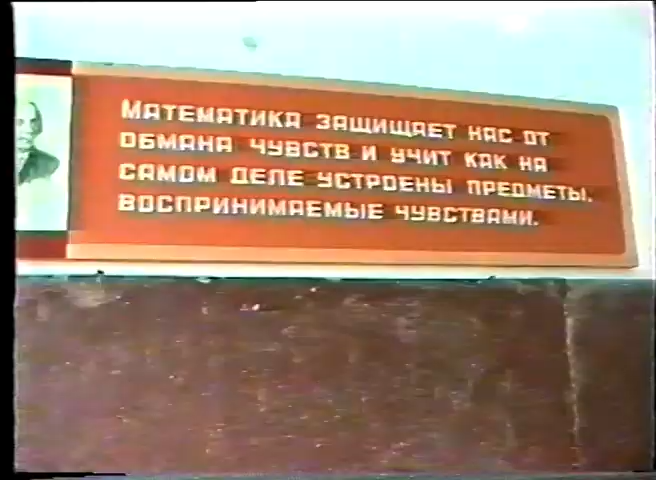 МАТЕМАТИКА ЗАЩИЩАЕТ НАС ОТ
ОБМАНА ЧУВСТВ И УЧИТ КАК НА
САМОМ ДЕЛЕ УСТРОЕНЫ ПРЕДМЕТЫ,
ВОСПРИНИМАЕМЫЕ ЧУВСТВАМИ.